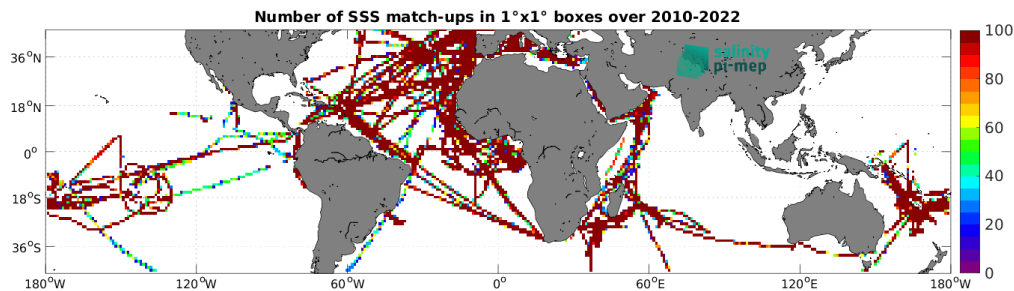 Number of SSS match-ups in 1°x1° boxes over 2010-2022
salinity
pi-mep
36°N
18°N
0°
18°S
36°S
180°W 120°W 60°W 0° 60°E 120°E 180°W
100
80
60
40
20
0